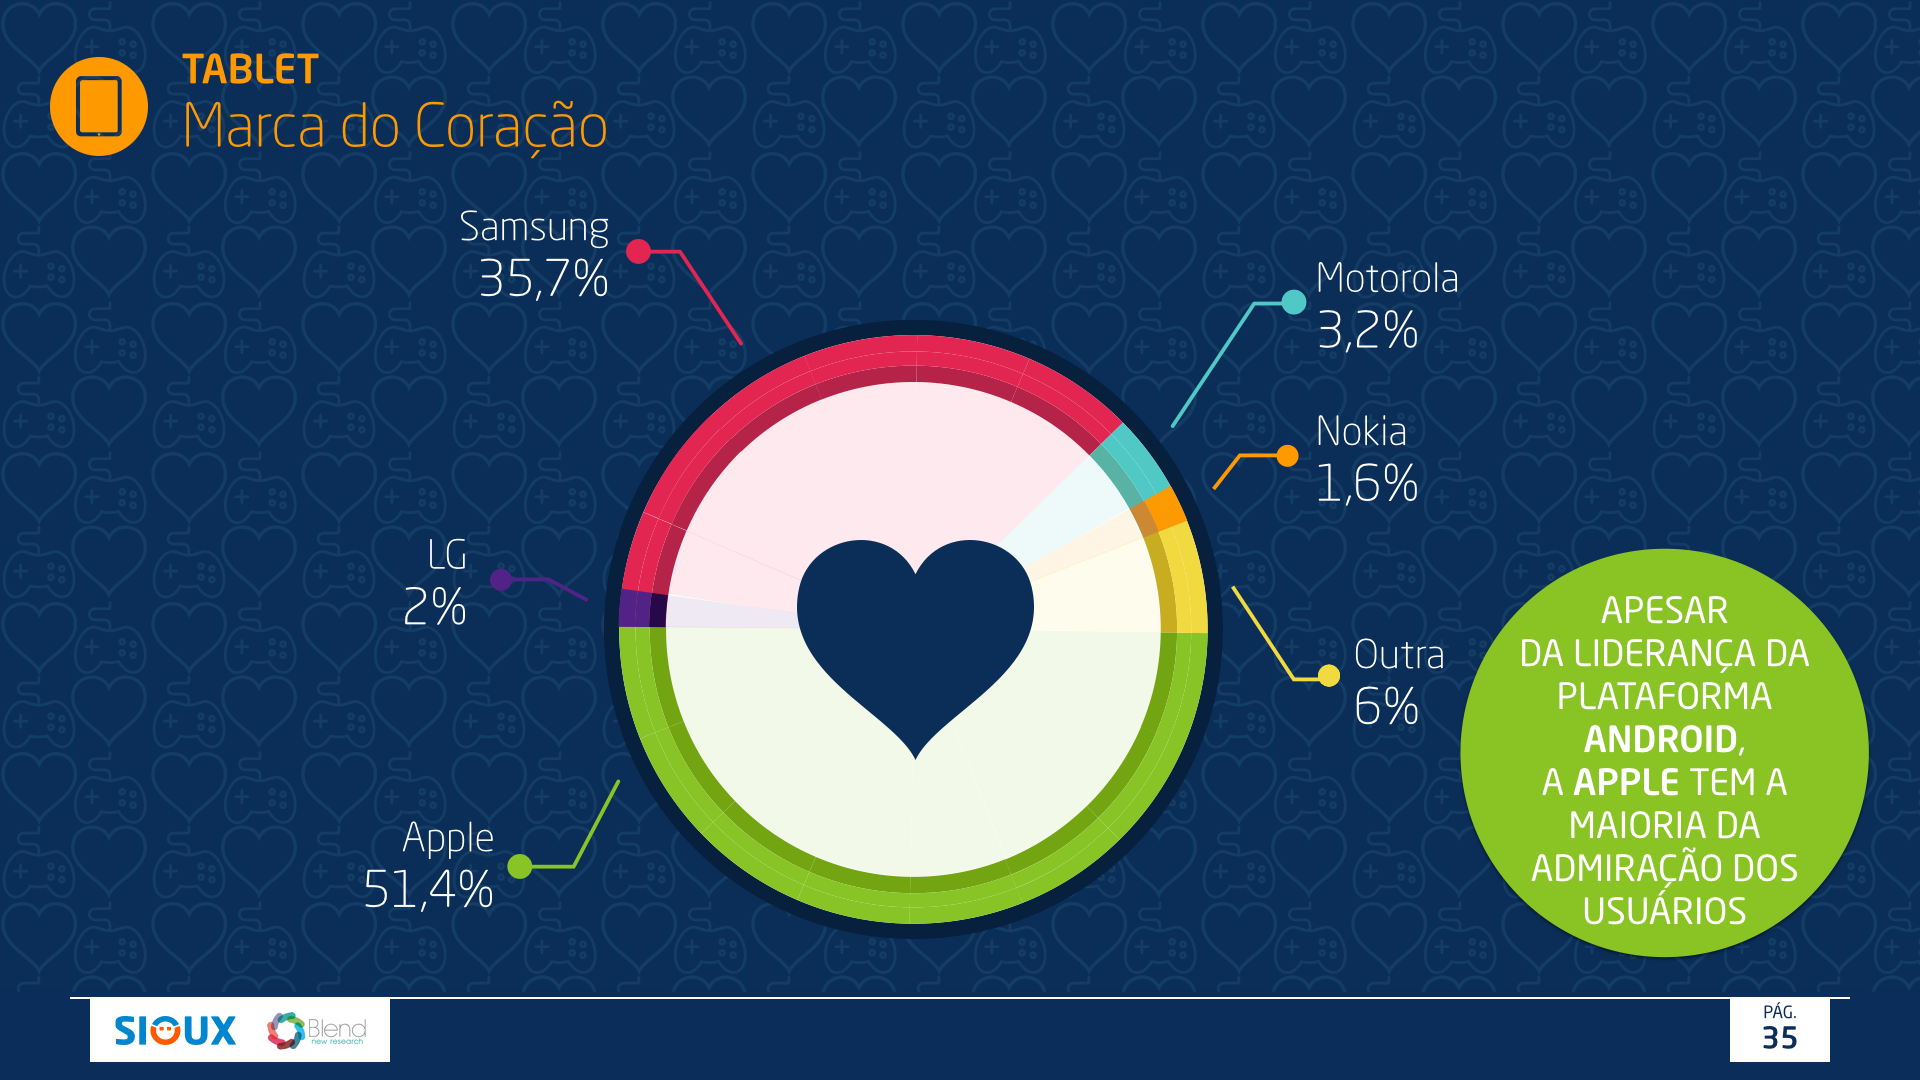 TABLET
Marca do Coração
Samsung
35,7%
Motorola
3,2%
Nokia
1,6%
LG
2%
Outra
6%
Apple
51,4%
APESAR
DA LIDERANÇA DA
PLATAFORMA
ANDROID,
A APPLE TEM A
MAIORIA DA
ADMIRAÇÃO DOS
USUÁRIOS
SIOUX
Blend
new research
PÁG.
35